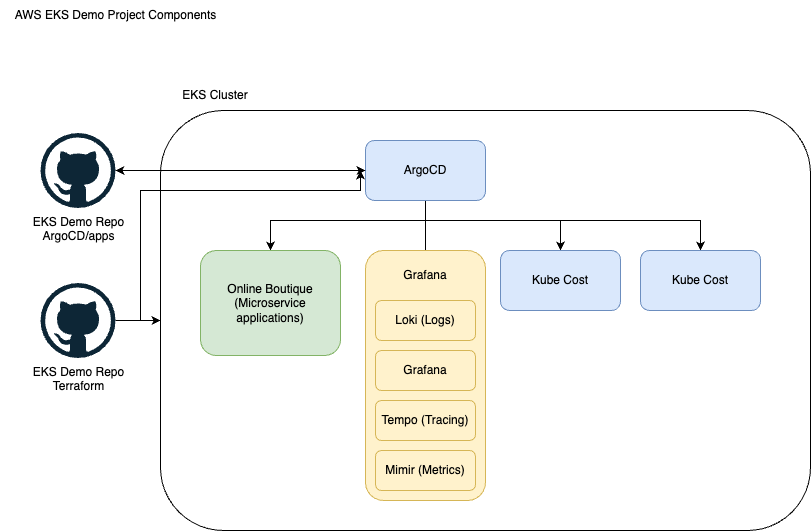 AWS EKS Demo Project Components
EKS Cluster
EKS Demo Repo
ArgoCD/apps
ArgoCD
EKS Demo Repo
Terraform
Online Boutique
(Microservice
applications)
Grafana
Loki (Logs)
Grafana
Tempo (Tracing)
Mimir (Metrics)
Kube Cost
Kube Cost